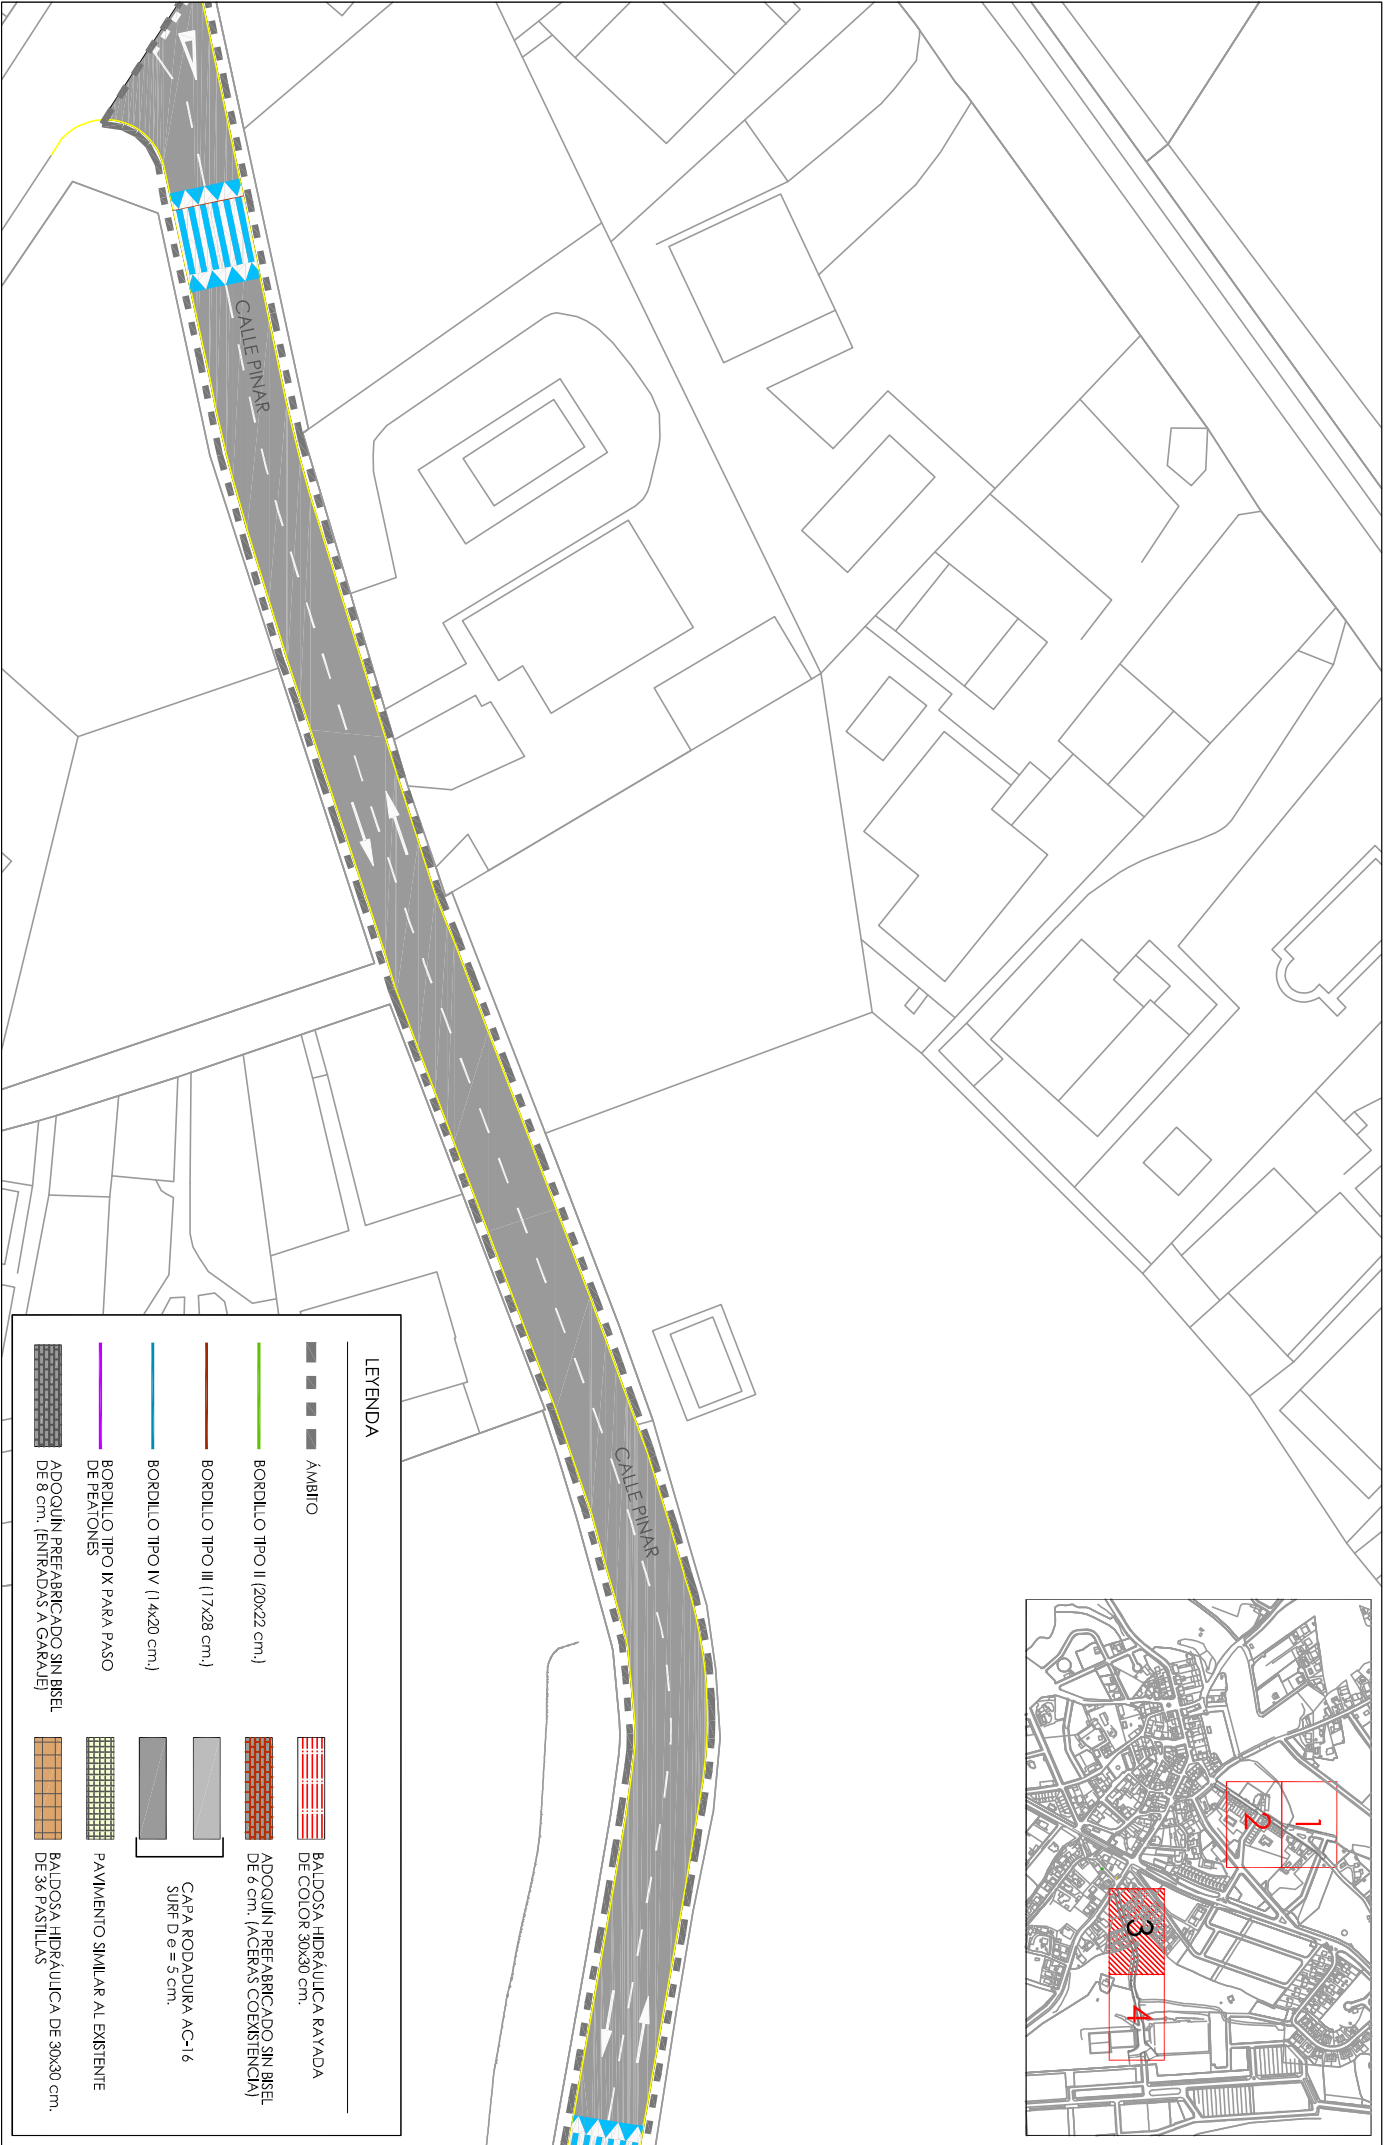 CALLE PINAR
CALLE PINAR
1
2
3
4
LEYENDA
ÁMBITO
BORDILLO TIPO II (20x22 cm.)
BORDILLO TIPO III (17x28 cm.)
BORDILLO TIPO IV (14x20 cm.)
BORDILLO TIPO IX PARA PASO
DE PEATONES
ADOQUÍN PREFABRICADO SIN BISEL
DE 8 cm. (ENTRADAS A GARAJE)
BALDOSA HIDRÁULICA RAYADA
DE COLOR 30x30 cm.
ADOQUÍN PREFABRICADO SIN BISEL
DE 6 cm. (ACERAS COEXISTENCIA)
CAPA RODADURA AC-16
SURF D e = 5 cm.
PAVIMENTO SIMILAR AL EXISTENTE
BALDOSA HIDRÁULICA DE 30x30 cm.
DE 36 PASTILLAS